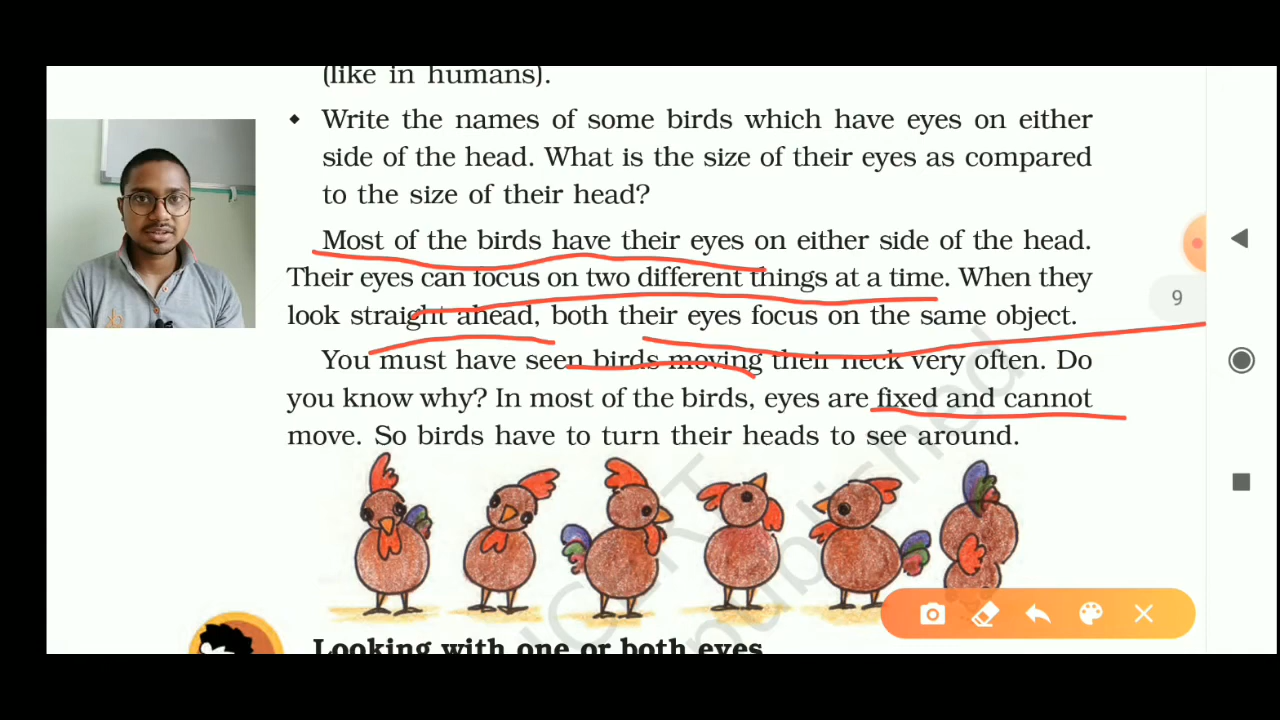 (like in humans).
◆ Write the names of some birds which have eyes on either
side of the head. What is the size of their eyes as compared
to the size of their head?
Most of the birds have their eyes on either side of the head.
Their eyes can focus on two different things at a time. When they
look straight ahead, both their eyes focus on the same object.
9
You must have seen birds moving their neck very often. Do
you know why? In most of the birds, eyes are fixed and cannot
move. So birds have to turn their heads to see around.
Looking with one or both eyes
published